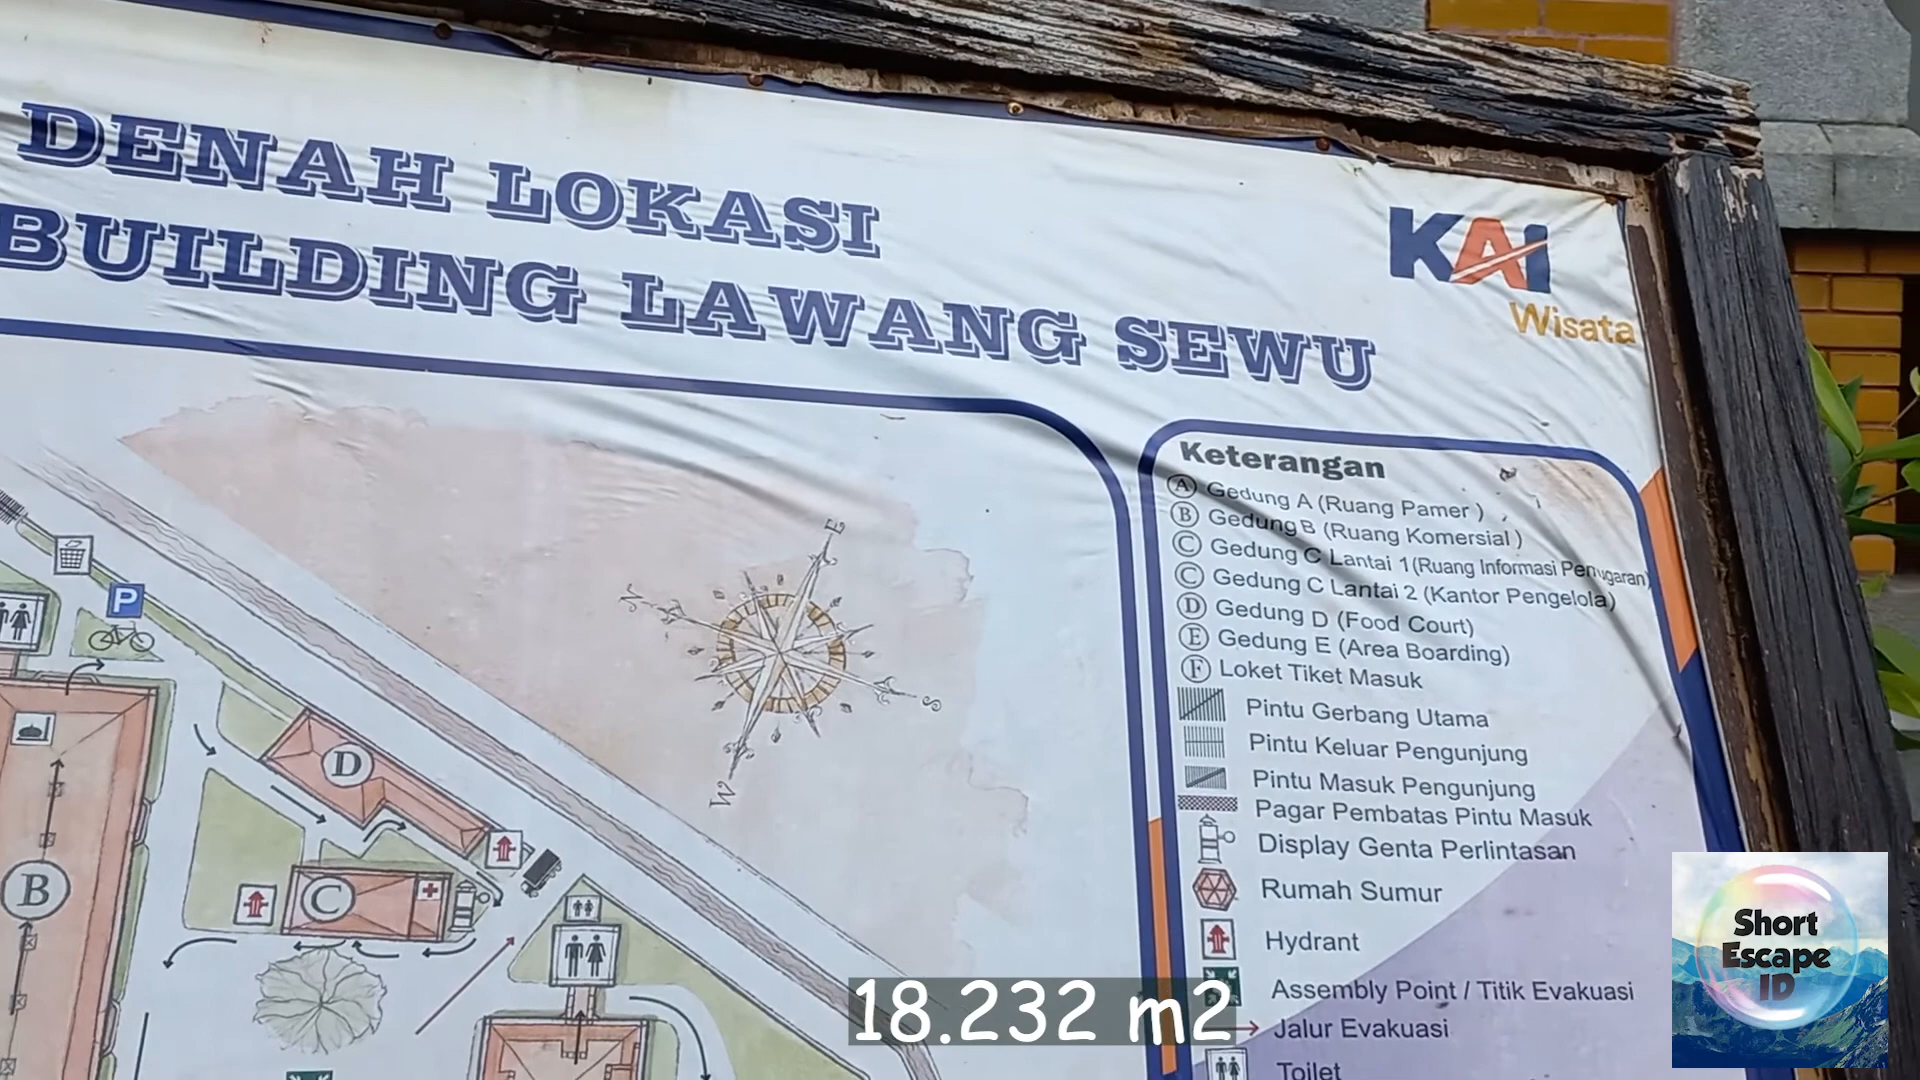 DENAH LOKASI
BUILDING LAWANG SEWU
KAI
Wisata
Keterangan
A Gedung A (Ruang Pamer )
B Gedung B (Ruang Komersial )
C Gedung C Lantai 1(Ruang Informasi Penugaran)
C Gedung C Lantai 2 (Kantor Pengelola)
D Gedung D (Food Court)
E Gedung E (Area Boarding)
F Loket Tiket Masuk
Pintu Gerbang Utama
Pintu Keluar Pengunjung
Pintu Masuk Pengunjung
Pagar Pembatas Pintu Masuk
Display Genta Perlintasan
Rumah Sumur
Hydrant
Assembly Point / Titik Evakuasi
Jalur Evakuasi
Toilet
E
N
S
W
P
D
C
B
18.232 m2
Short
Escape
ID